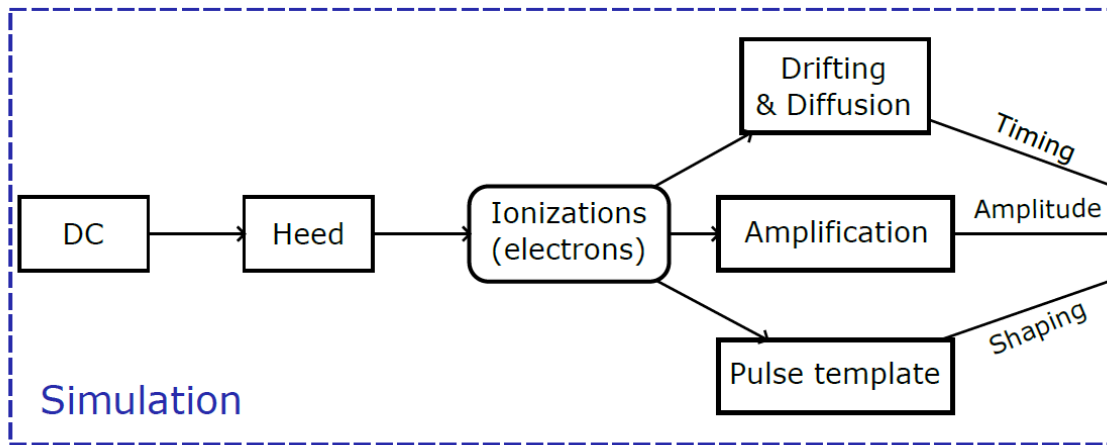 Drifting
& Diffusion
Timing
DC
Heed
Ionizations
(electrons)
Amplification
Amplitude
Pulse template
Shaping
Simulation